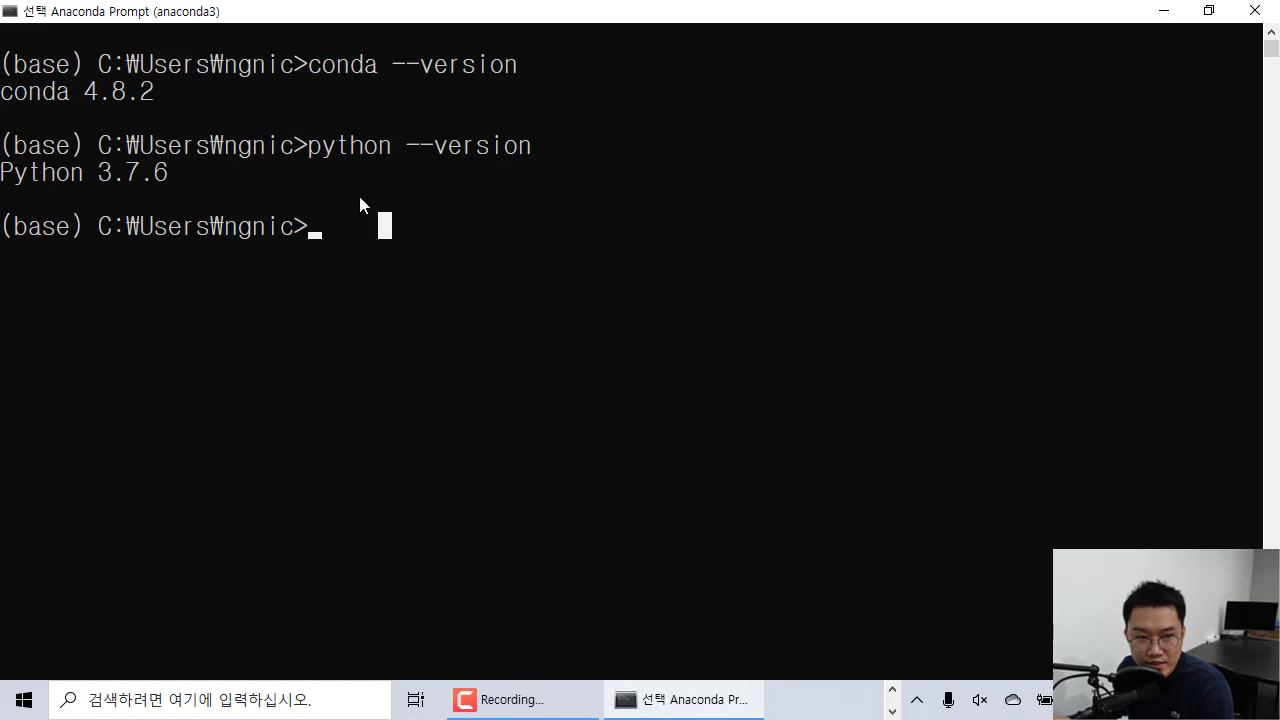 선택 Anaconda Prompt (anaconda3)
(base) C:₩Users₩ngnic>conda --version
conda 4.8.2
(base) C:₩Users₩ngnic>python --version
Python 3.7.6
(base) C:₩Users₩ngnic>
검색하려면 여기에 입력하십시오.
Recording...
선택 Anaconda Pr...